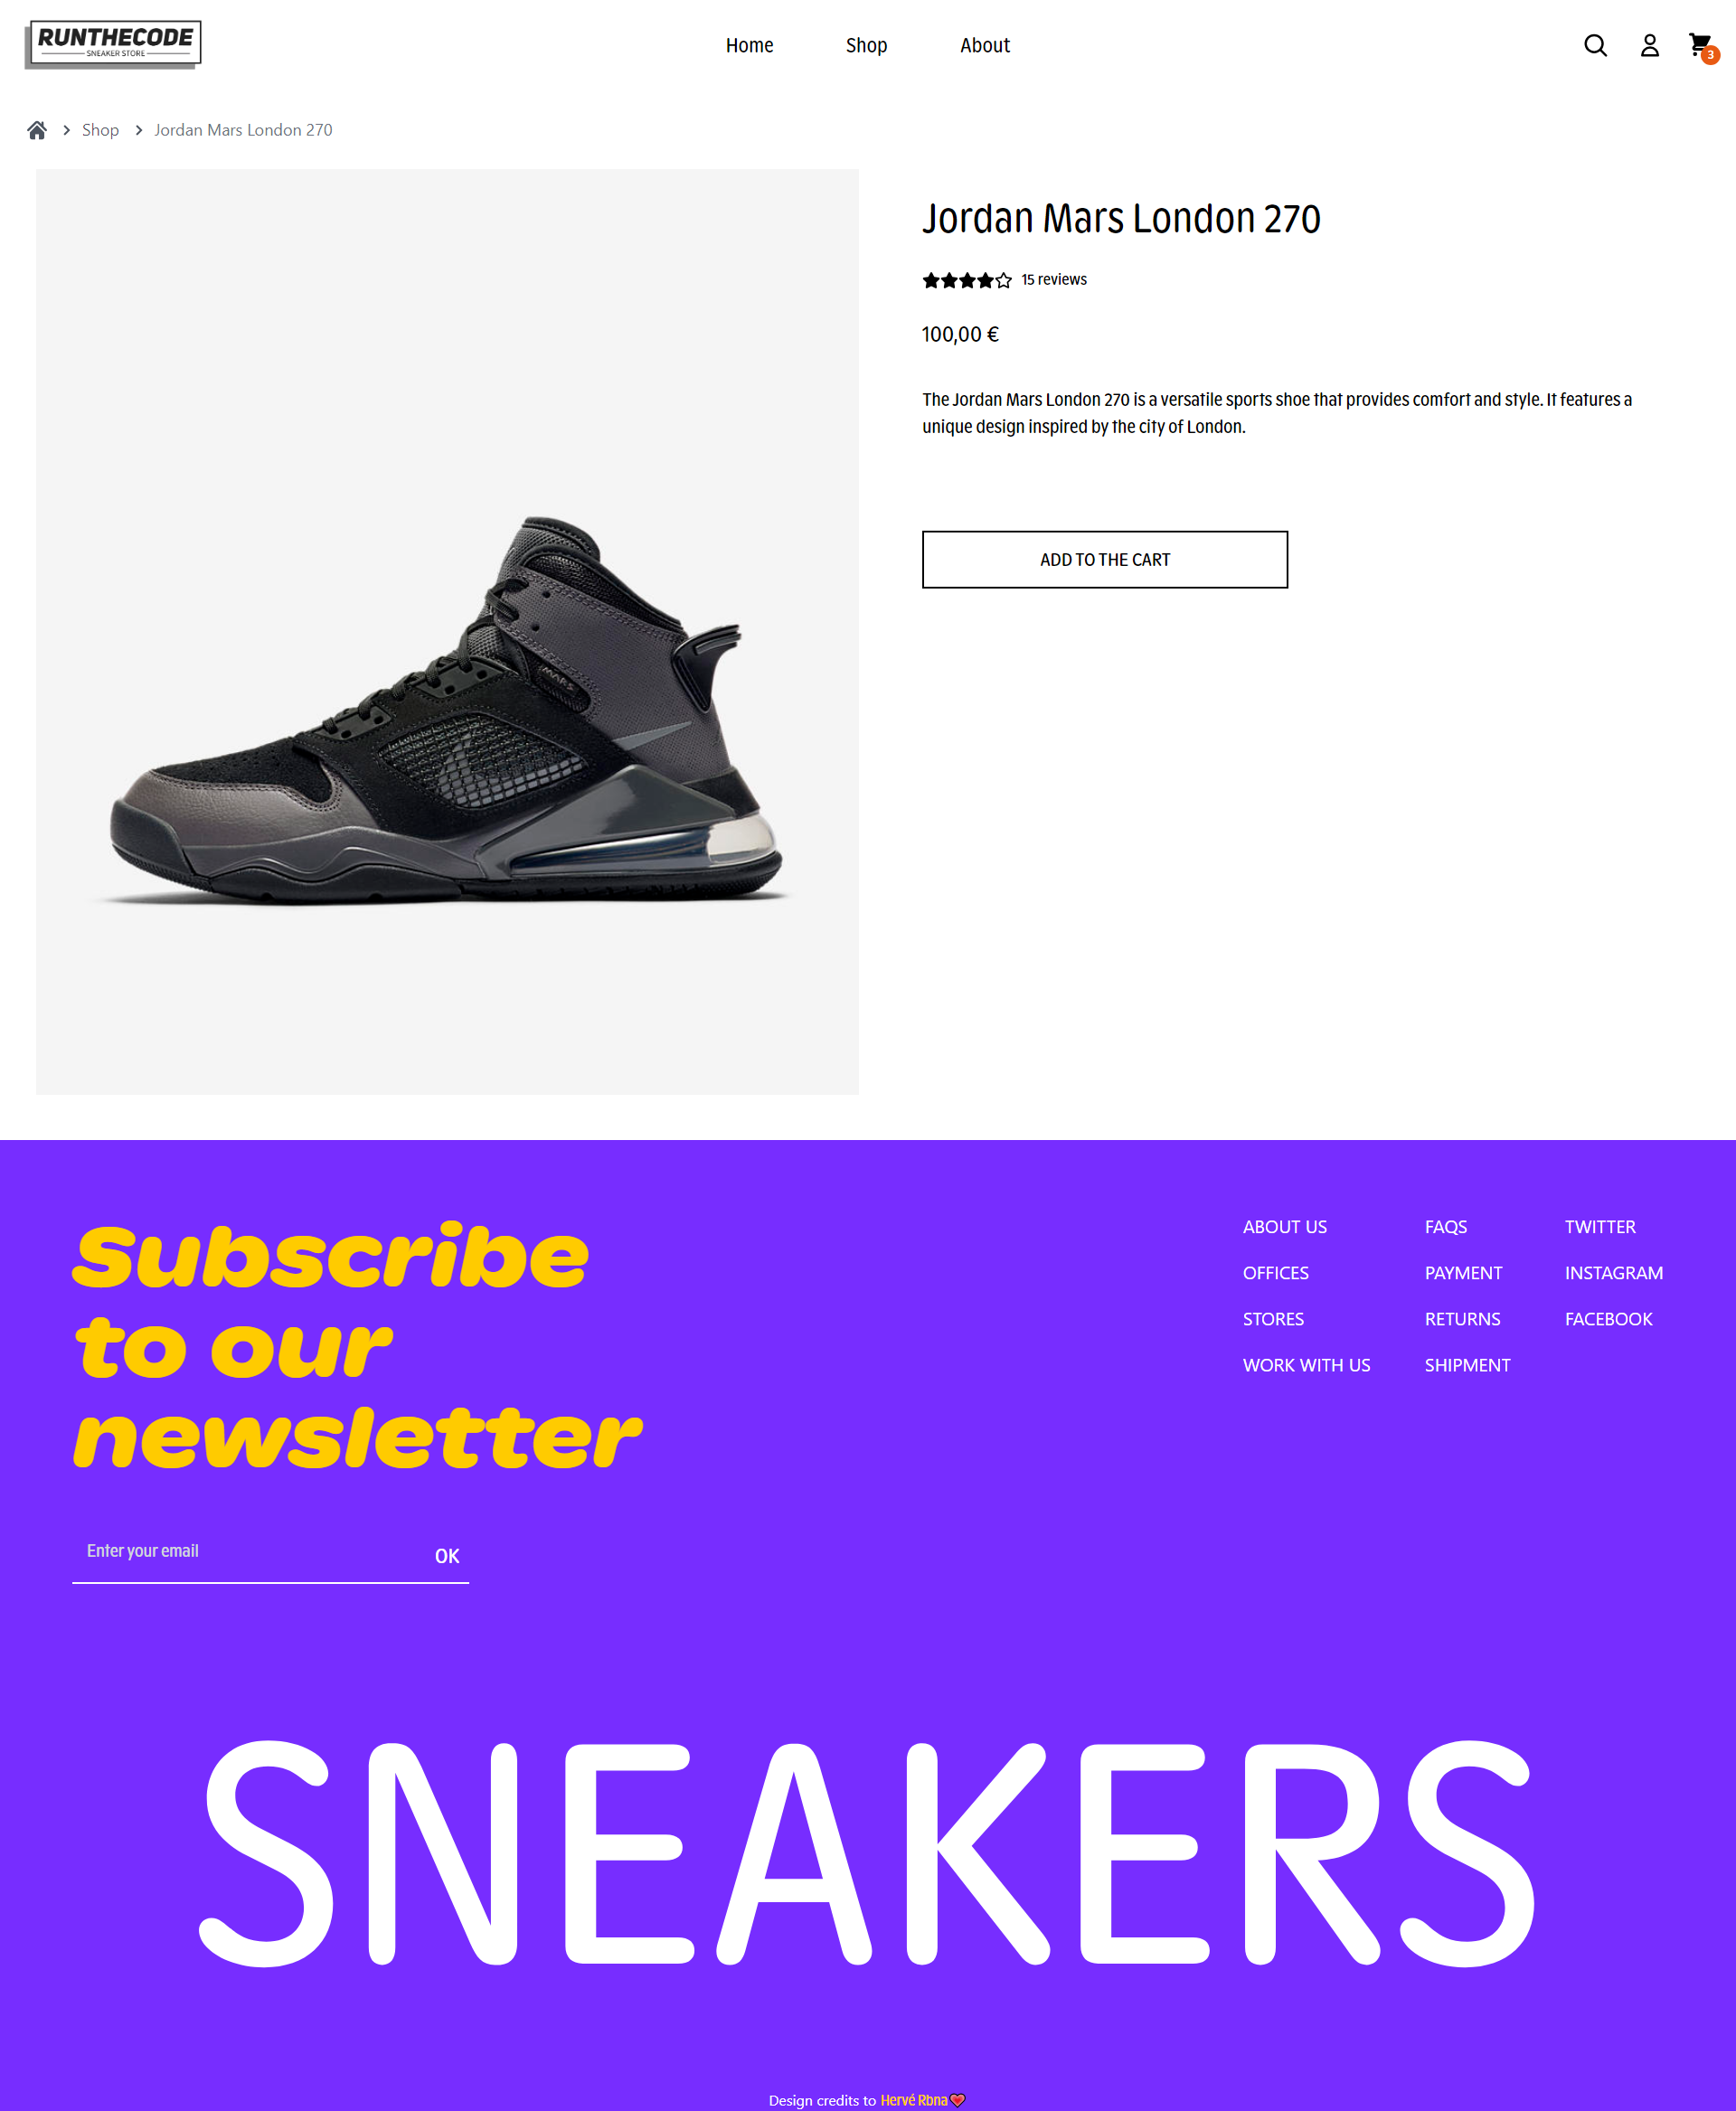 RUNTHECODE
SNEAKER STORE
Home
Shop
About
3
Shop
Jordan Mars London 270
Jordan Mars London 270
15 reviews
100,00 €
The Jordan Mars London 270 is a versatile sports shoe that provides comfort and style. It features a
unique design inspired by the city of London.
ADD TO THE CART
MARS
Subscribe
to our
newsletter
Enter your email
OK
ABOUT US
OFFICES
STORES
WORK WITH US
FAQS
PAYMENT
RETURNS
SHIPMENT
TWITTER
INSTAGRAM
FACEBOOK
SNEAKERS
Design credits to Hervé Rbna